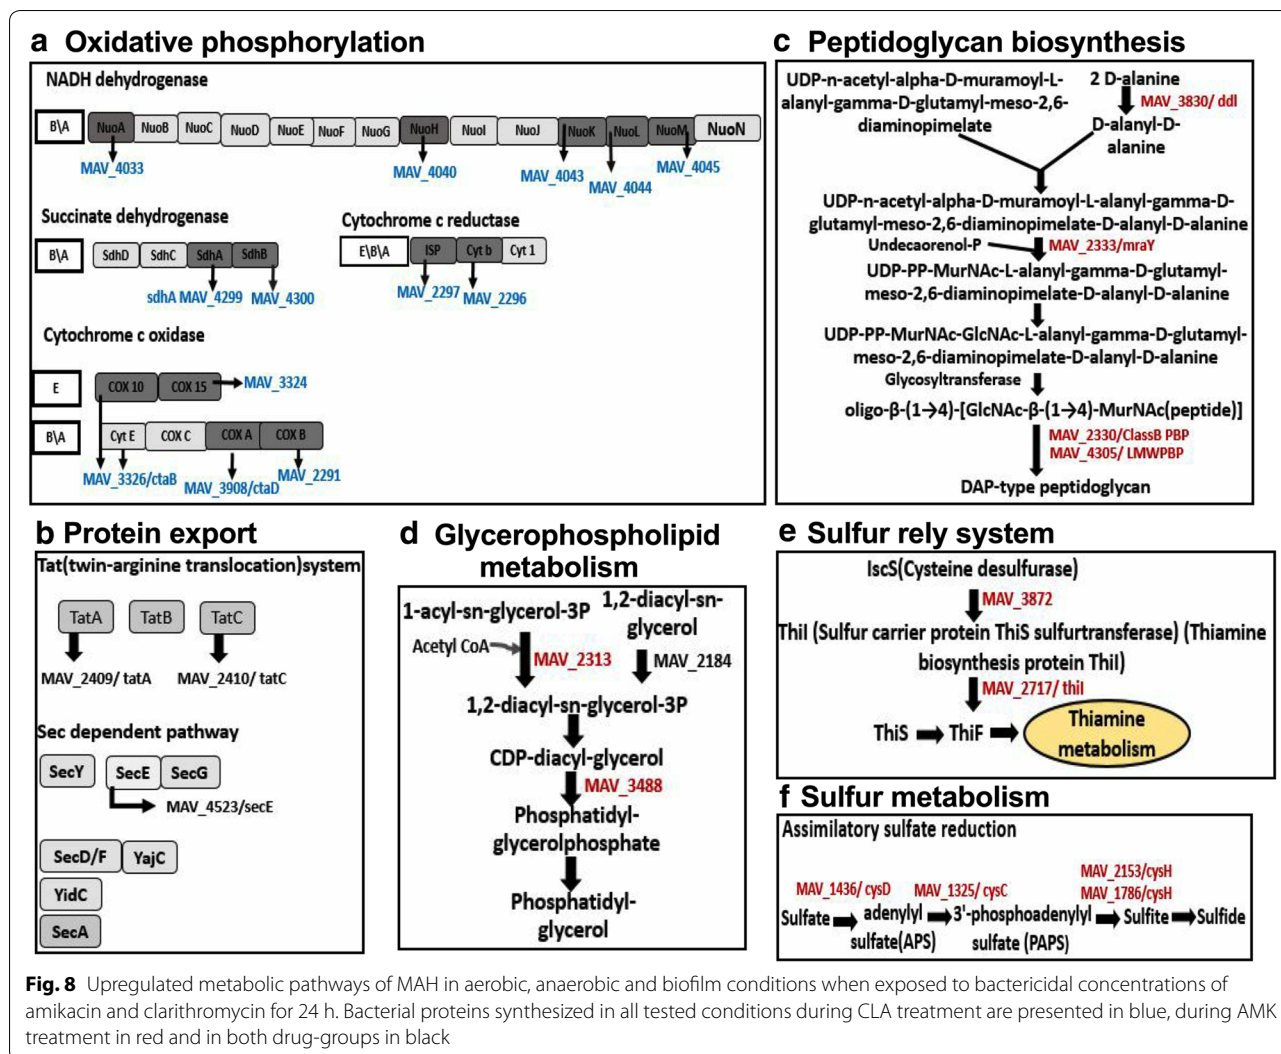 a Oxidative phosphorylation
NADH dehydrogenase
B\A
NuoA NuoB NuoC NuoD NuoE NuoF NuoG NuoH NuoI NuoJ NuoK NuoL NuoM NuoN
MAV_4033
MAV_4040
MAV_4043
MAV_4044
MAV_4045
Succinate dehydrogenase
B\A
SdhD SdhC SdhA SdhB
sdhA MAV_4299
MAV_4300
Cytochrome c reductase
E\B\A
ISP Cyt b Cyt 1
MAV_2297
MAV_2296
Cytochrome c oxidase
E
COX 10 COX 15
MAV_3324
B\A
Cyt E COX C COX A COX B
MAV_3326/ctaB
MAV_3908/ctaD
MAV_2291
b Protein export
Tat(twin-arginine translocation)system
TatA TatB TatC
MAV_2409/ tatA MAV_2410/ tatC
Sec dependent pathway
SecY SecE SecG
MAV_4523/secE
SecD/F YajC
YidC
SecA
c Peptidoglycan biosynthesis
UDP-n-acetyl-alpha-D-muramoyl-L-
alanyl-gamma-D-glutamyl-meso-2,6-
diaminopimelate
2 D-alanine
MAV_3830/ ddl
D-alanyl-D-
alanine
UDP-n-acetyl-alpha-D-muramoyl-L-alanyl-gamma-D-
glutamyl-meso-2,6-diaminopimelate-D-alanyl-D-alanine
Undecaorenol-P
MAV_2333/mraY
UDP-PP-MurNAc-L-alanyl-gamma-D-glutamyl-
meso-2,6-diaminopimelate-D-alanyl-D-alanine
UDP-PP-MurNAc-GlcNAc-L-alanyl-gamma-D-glutamyl-
meso-2,6-diaminopimelate-D-alanyl-D-alanine
Glycosyltransferase
oligo-β-(1→4)-[GlcNAc-β-(1→4)-MurNAc(peptide)]
MAV_2330/ClassB PBP
MAV_4305/ LMWPBP
DAP-type peptidoglycan
d Glycerophospholipid
metabolism
1-acyl-sn-glycerol-3P
1,2-diacyl-sn-
glycerol
Acetyl CoA
MAV_2313
MAV_2184
1,2-diacyl-sn-glycerol-3P
CDP-diacyl-glycerol
MAV_3488
Phosphatidyl-
glycerolphosphate
Phosphatidyl-
glycerol
e Sulfur rely system
IscS(Cysteine desulfurase)
MAV_3872
ThiI (Sulfur carrier protein ThiS sulfurtransferase) (Thiamine
biosynthesis protein ThiI)
MAV_2717/ thiI
ThiS ThiF
Thiamine
metabolism
f Sulfur metabolism
Assimilatory sulfate reduction
MAV_1436/ cysD
MAV_1325/ cysC
MAV_2153/cysH
MAV_1786/cysH
Sulfate
adenylyl
sulfate(APS)
3'-phosphoadenylyl
sulfate (PAPS)
Sulfite
Sulfide
Fig. 8 Upregulated metabolic pathways of MAH in aerobic, anaerobic and biofilm conditions when exposed to bactericidal concentrations of
amikacin and clarithromycin for 24 h. Bacterial proteins synthesized in all tested conditions during CLA treatment are presented in blue, during AMK
treatment in red and in both drug-groups in black